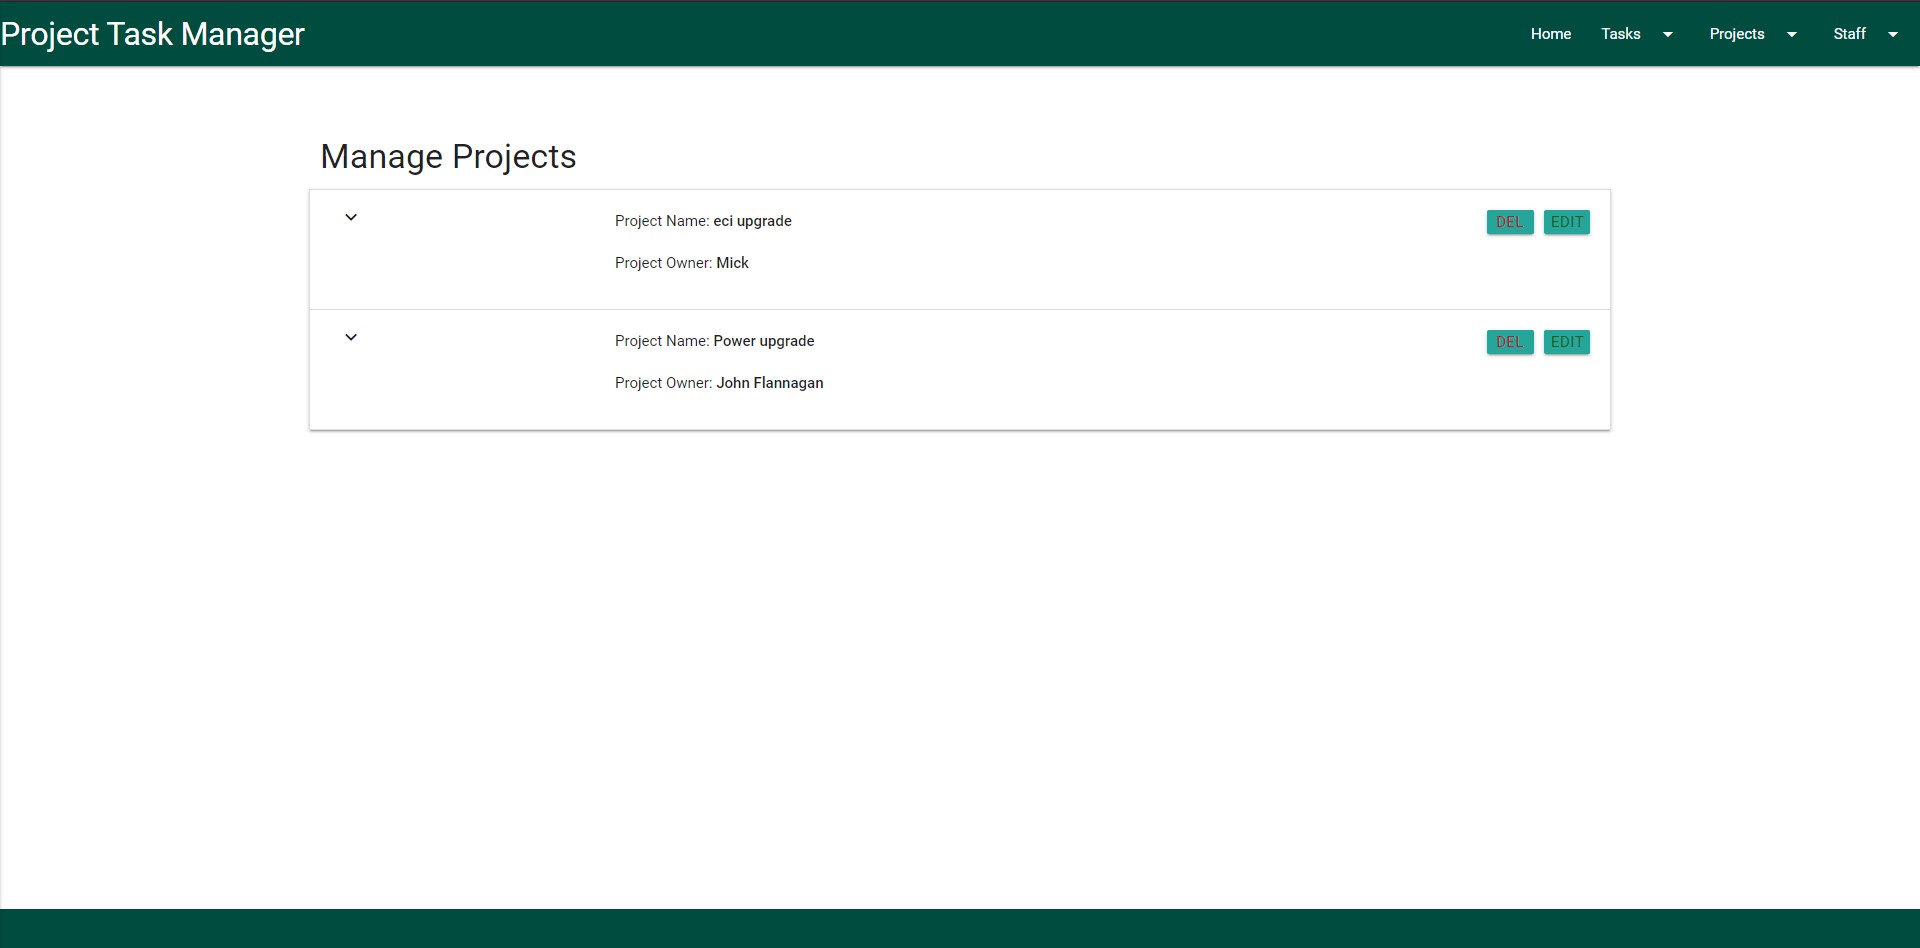 Project Task Manager
Home Tasks Projects Staff
Manage Projects
Project Name: eci upgrade DEL EDIT
Project Owner: Mick
Project Name: Power upgrade DEL EDIT
Project Owner: John Flannagan